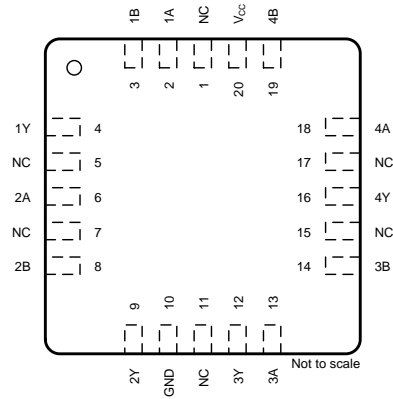 1B 1A NC VCC 4B
3 2 1 20 19
1Y 4 18 4A
NC 5 17 NC
2A 6 16 4Y
NC 7 15 NC
2B 8 14 3B
9 10 11 12 13
2Y GND NC 3Y 3A
Not to scale